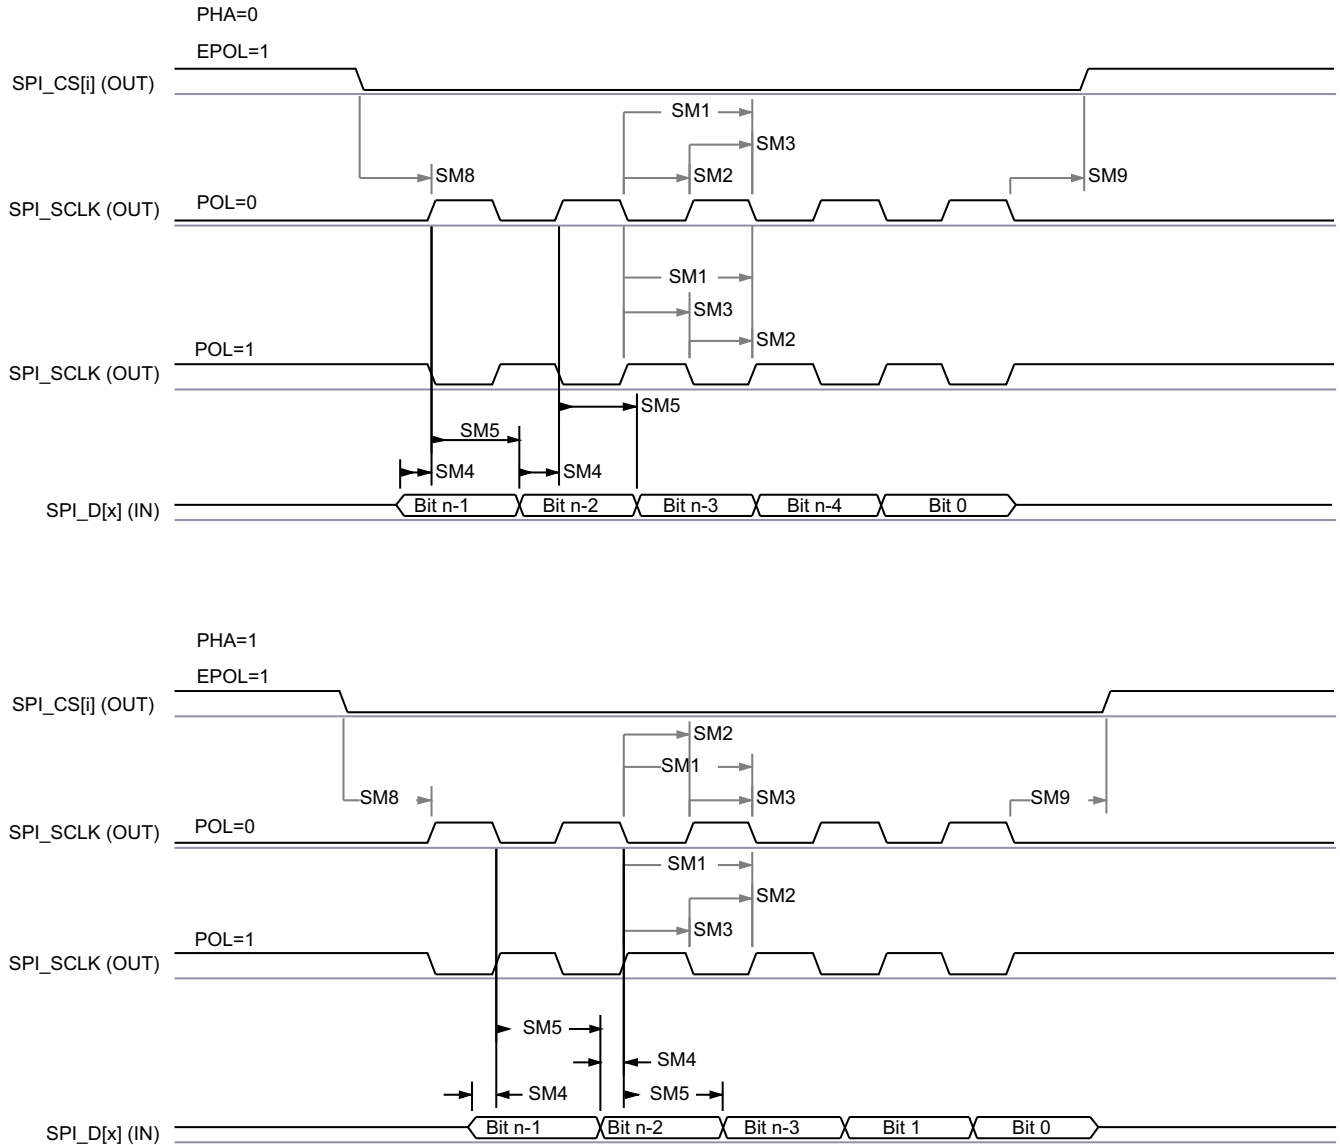 PHA=0
EPOL=1
SPI_CS[i] (OUT)
SM1
SM3
SM8
SM2
SM9
POL=0
SPI_SCLK (OUT)
SM1
SM3
SM2
POL=1
SPI_SCLK (OUT)
SM5
SM5
SM4
SM4
SPI_D[x] (IN)
Bit n-1
Bit n-2
Bit n-3
Bit n-4
Bit 0
PHA=1
EPOL=1
SPI_CS[i] (OUT)
SM2
SM1
SM8
SM3
SM9
SPI_SCLK (OUT)
POL=0
SM1
SM2
SM3
POL=1
SPI_SCLK (OUT)
SM5
SM4
SM4
SM5
SPI_D[x] (IN)
Bit n-1
Bit n-2
Bit n-3
Bit 1
Bit 0